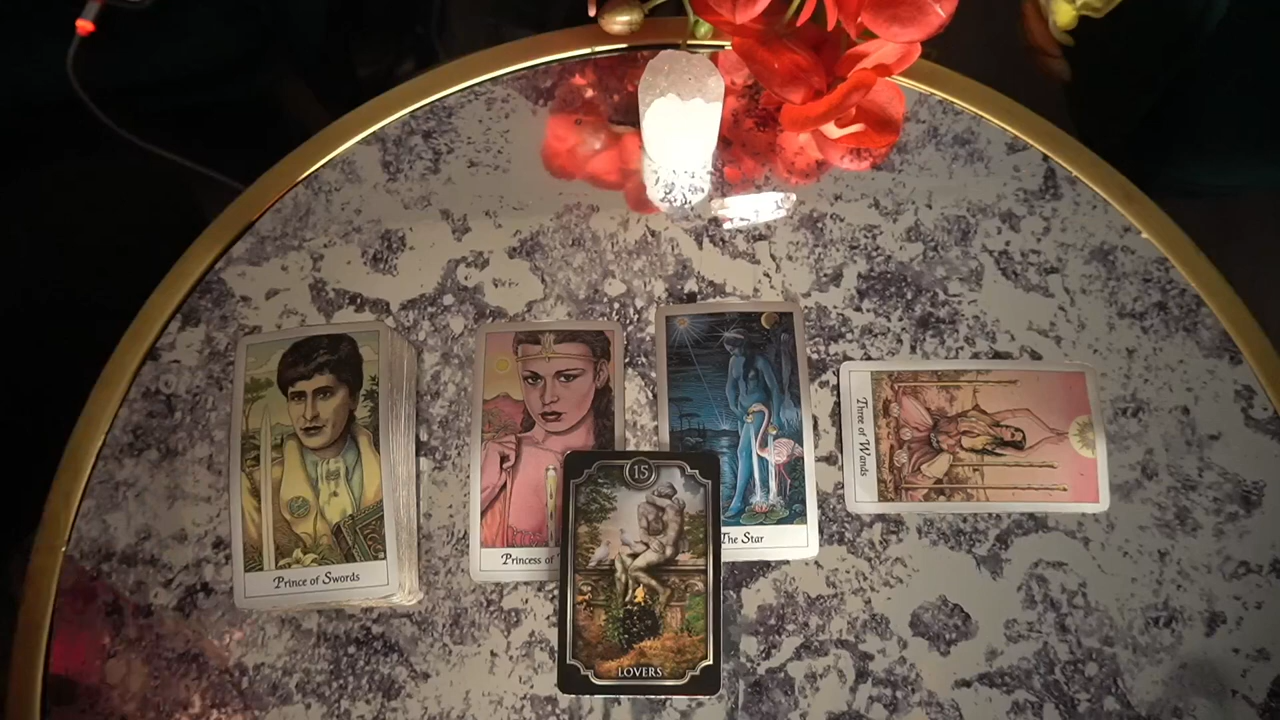 Prince of Swords
Princess of
The Star
Three of Wands
15
LOVERS